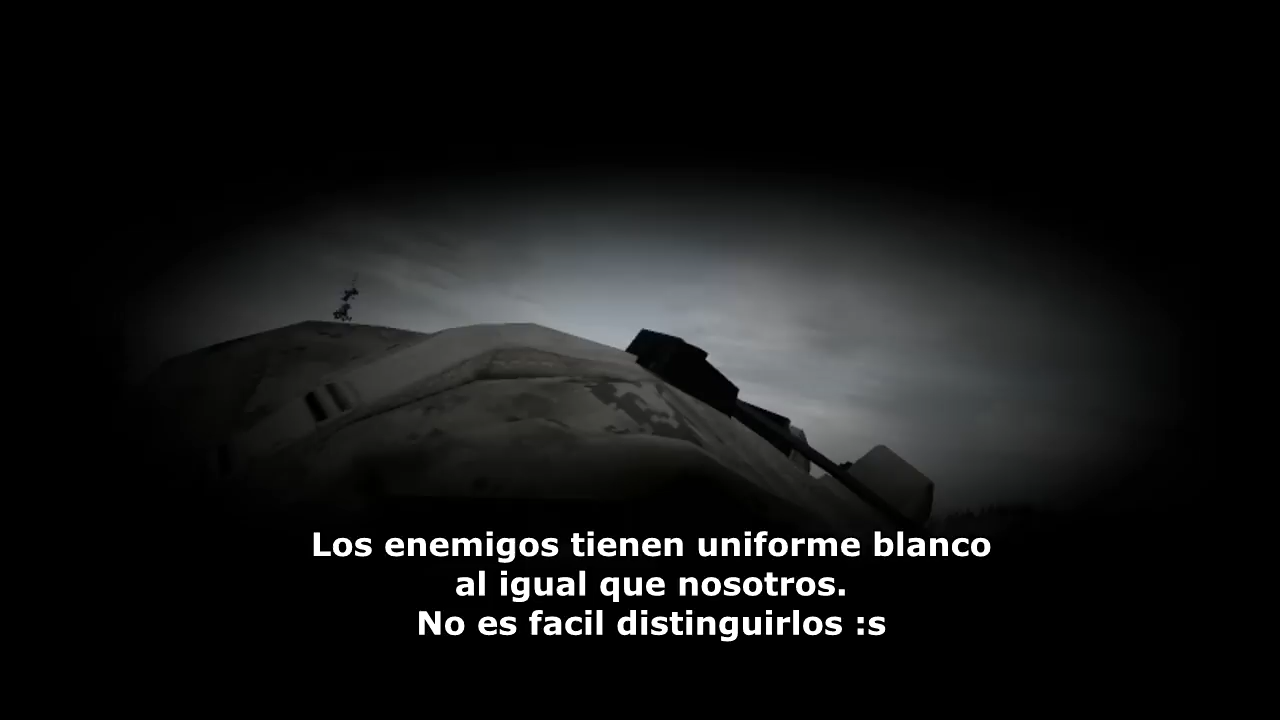 Los enemigos tienen uniforme blanco
al igual que nosotros.
No es facil distinguirlos :s